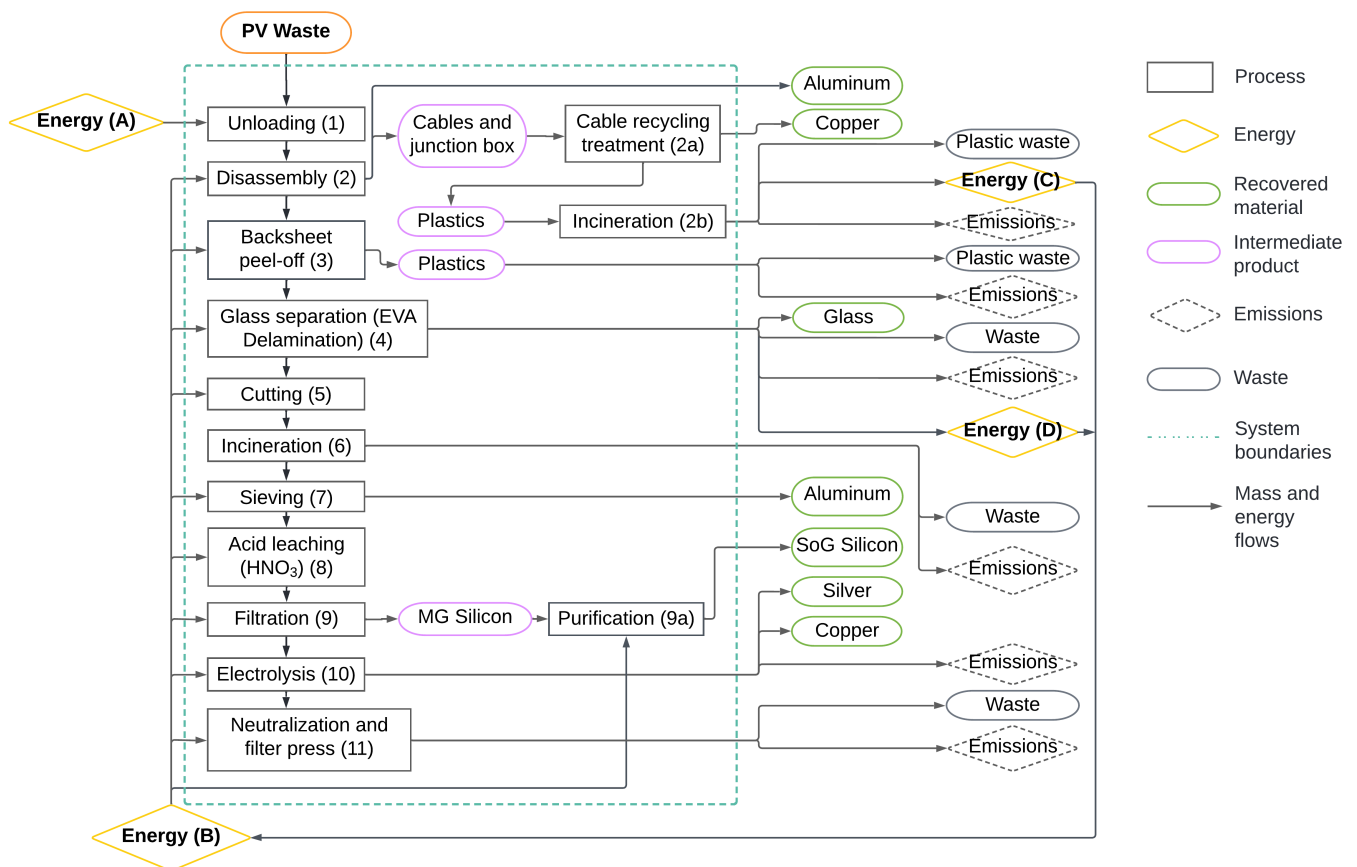 PV Waste
Energy (A)
Unloading (1)
Disassembly (2)
Backsheet
peel-off (3)
Glass separation (EVA
Delamination) (4)
Cutting (5)
Incineration (6)
Sieving (7)
Acid leaching
(HNO₃) (8)
Filtration (9)
Electrolysis (10)
Neutralization and
filter press (11)
Energy (B)
Cables and
junction box
Cable recycling
treatment (2a)
Plastics
Incineration (2b)
Plastics
MG Silicon
Purification (9a)
Aluminum
Copper
Plastic waste
Energy (C)
Emissions
Plastic waste
Emissions
Glass
Waste
Emissions
Energy (D)
Aluminum
Waste
SoG Silicon
Emissions
Silver
Copper
Emissions
Waste
Emissions
Process
Energy
Recovered
material
Intermediate
product
Emissions
Waste
System
boundaries
Mass and
energy
flows